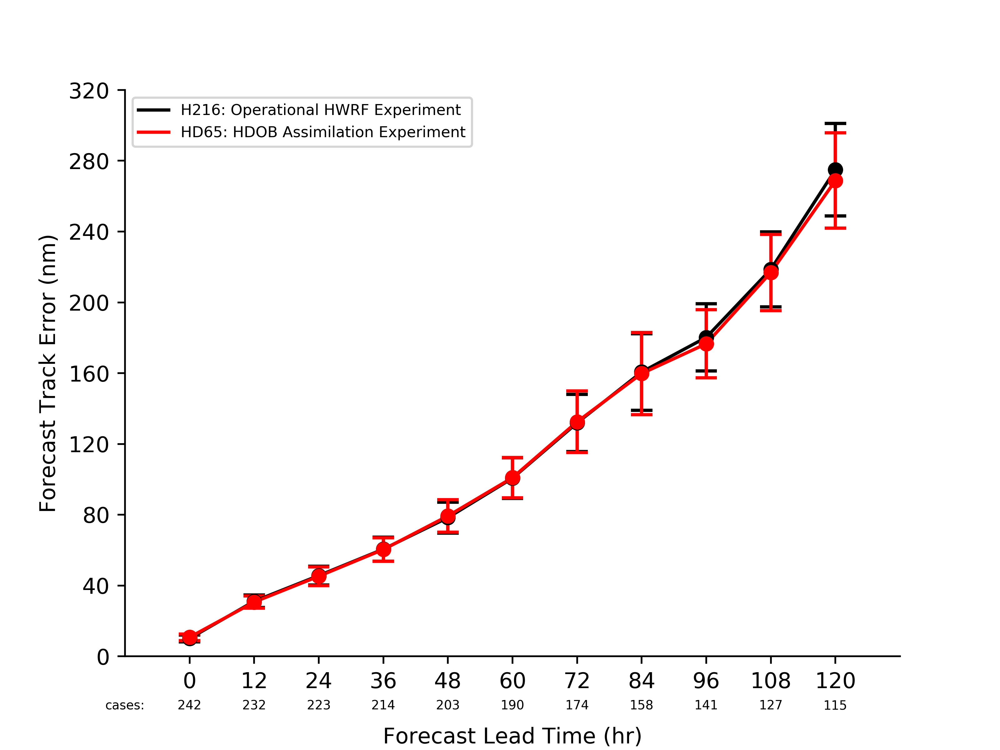 320
280
240
200
160
120
80
40
0
Forecast Track Error (nm)
H216: Operational HWRF Experiment
HD65: HDOB Assimilation Experiment
0 12 24 36 48 60 72 84 96 108 120
cases: 242 232 223 214 203 190 174 158 141 127 115
Forecast Lead Time (hr)